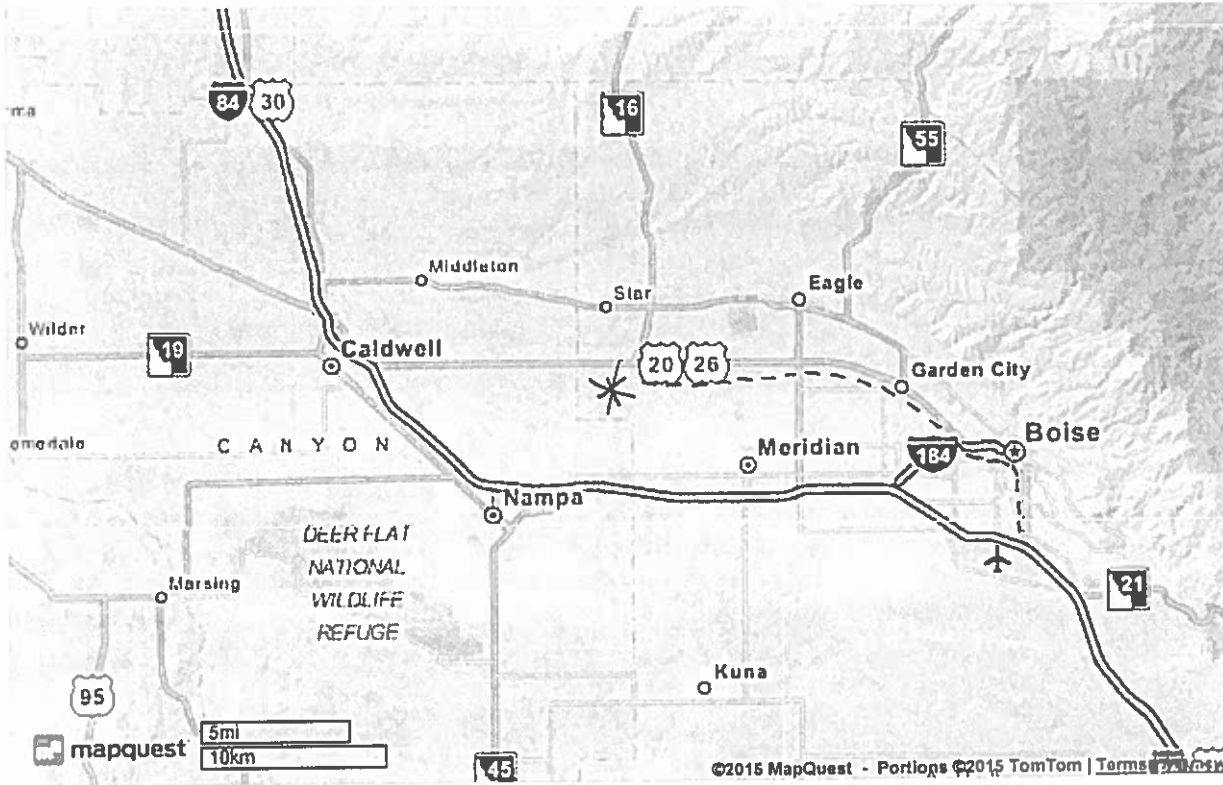 84
30
16
55
Middleton
Star
Eagle
Wilder
19
Caldwell
20
26
Garden City
CANYON
Meridian
184
Boise
Nampa
DEER FLAT
NATIONAL
WILDLIFE
REFUGE
Marsing
21
Kuna
95
mapquest
5mi
10km
45
©2015 MapQuest - Portions ©2015 TomTom | Terms